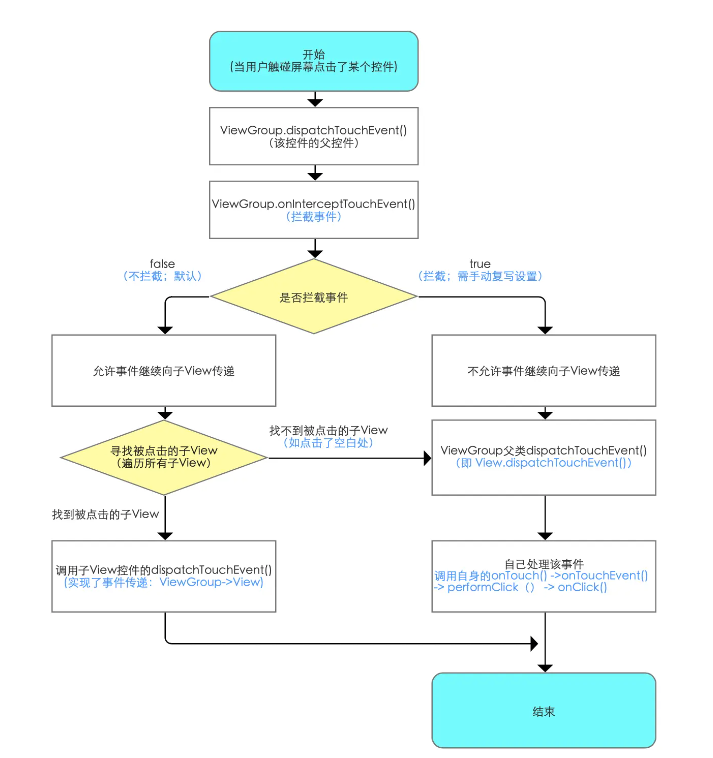 开始
(当用户触碰屏幕点击了某个控件)
ViewGroup.dispatchTouchEvent()
（该控件的父控件）
ViewGroup.onInterceptTouchEvent()
（拦截事件）
false
（不拦截；默认）
true
（拦截；需手动复写设置）
是否拦截事件
允许事件继续向子View传递
不允许事件继续向子View传递
寻找被点击的子View
（遍历所有子View）
找不到被点击的子View
（如点击了空白处）
ViewGroup父类dispatchTouchEvent()
（即 View.dispatchTouchEvent()）
找到被点击的子View
调用子View控件的dispatchTouchEvent()
(实现了事件传递：ViewGroup->View)
自己处理该事件
调用自身的onTouch() ->onTouchEvent()
-> performClick（） -> onClick()
结束